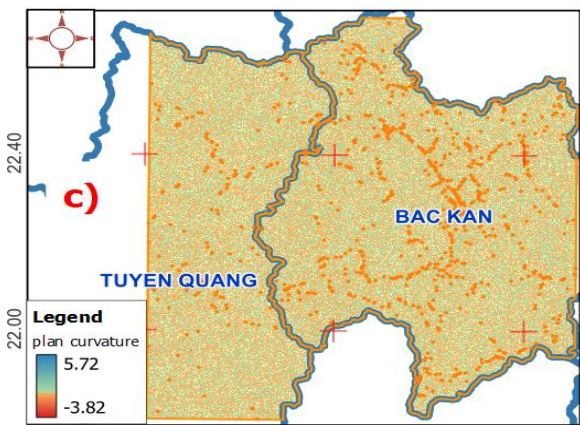 22.40
c)
BAC KAN
TUYEN QUANG
22.00
Legend
plan curvature
5.72
-3.82